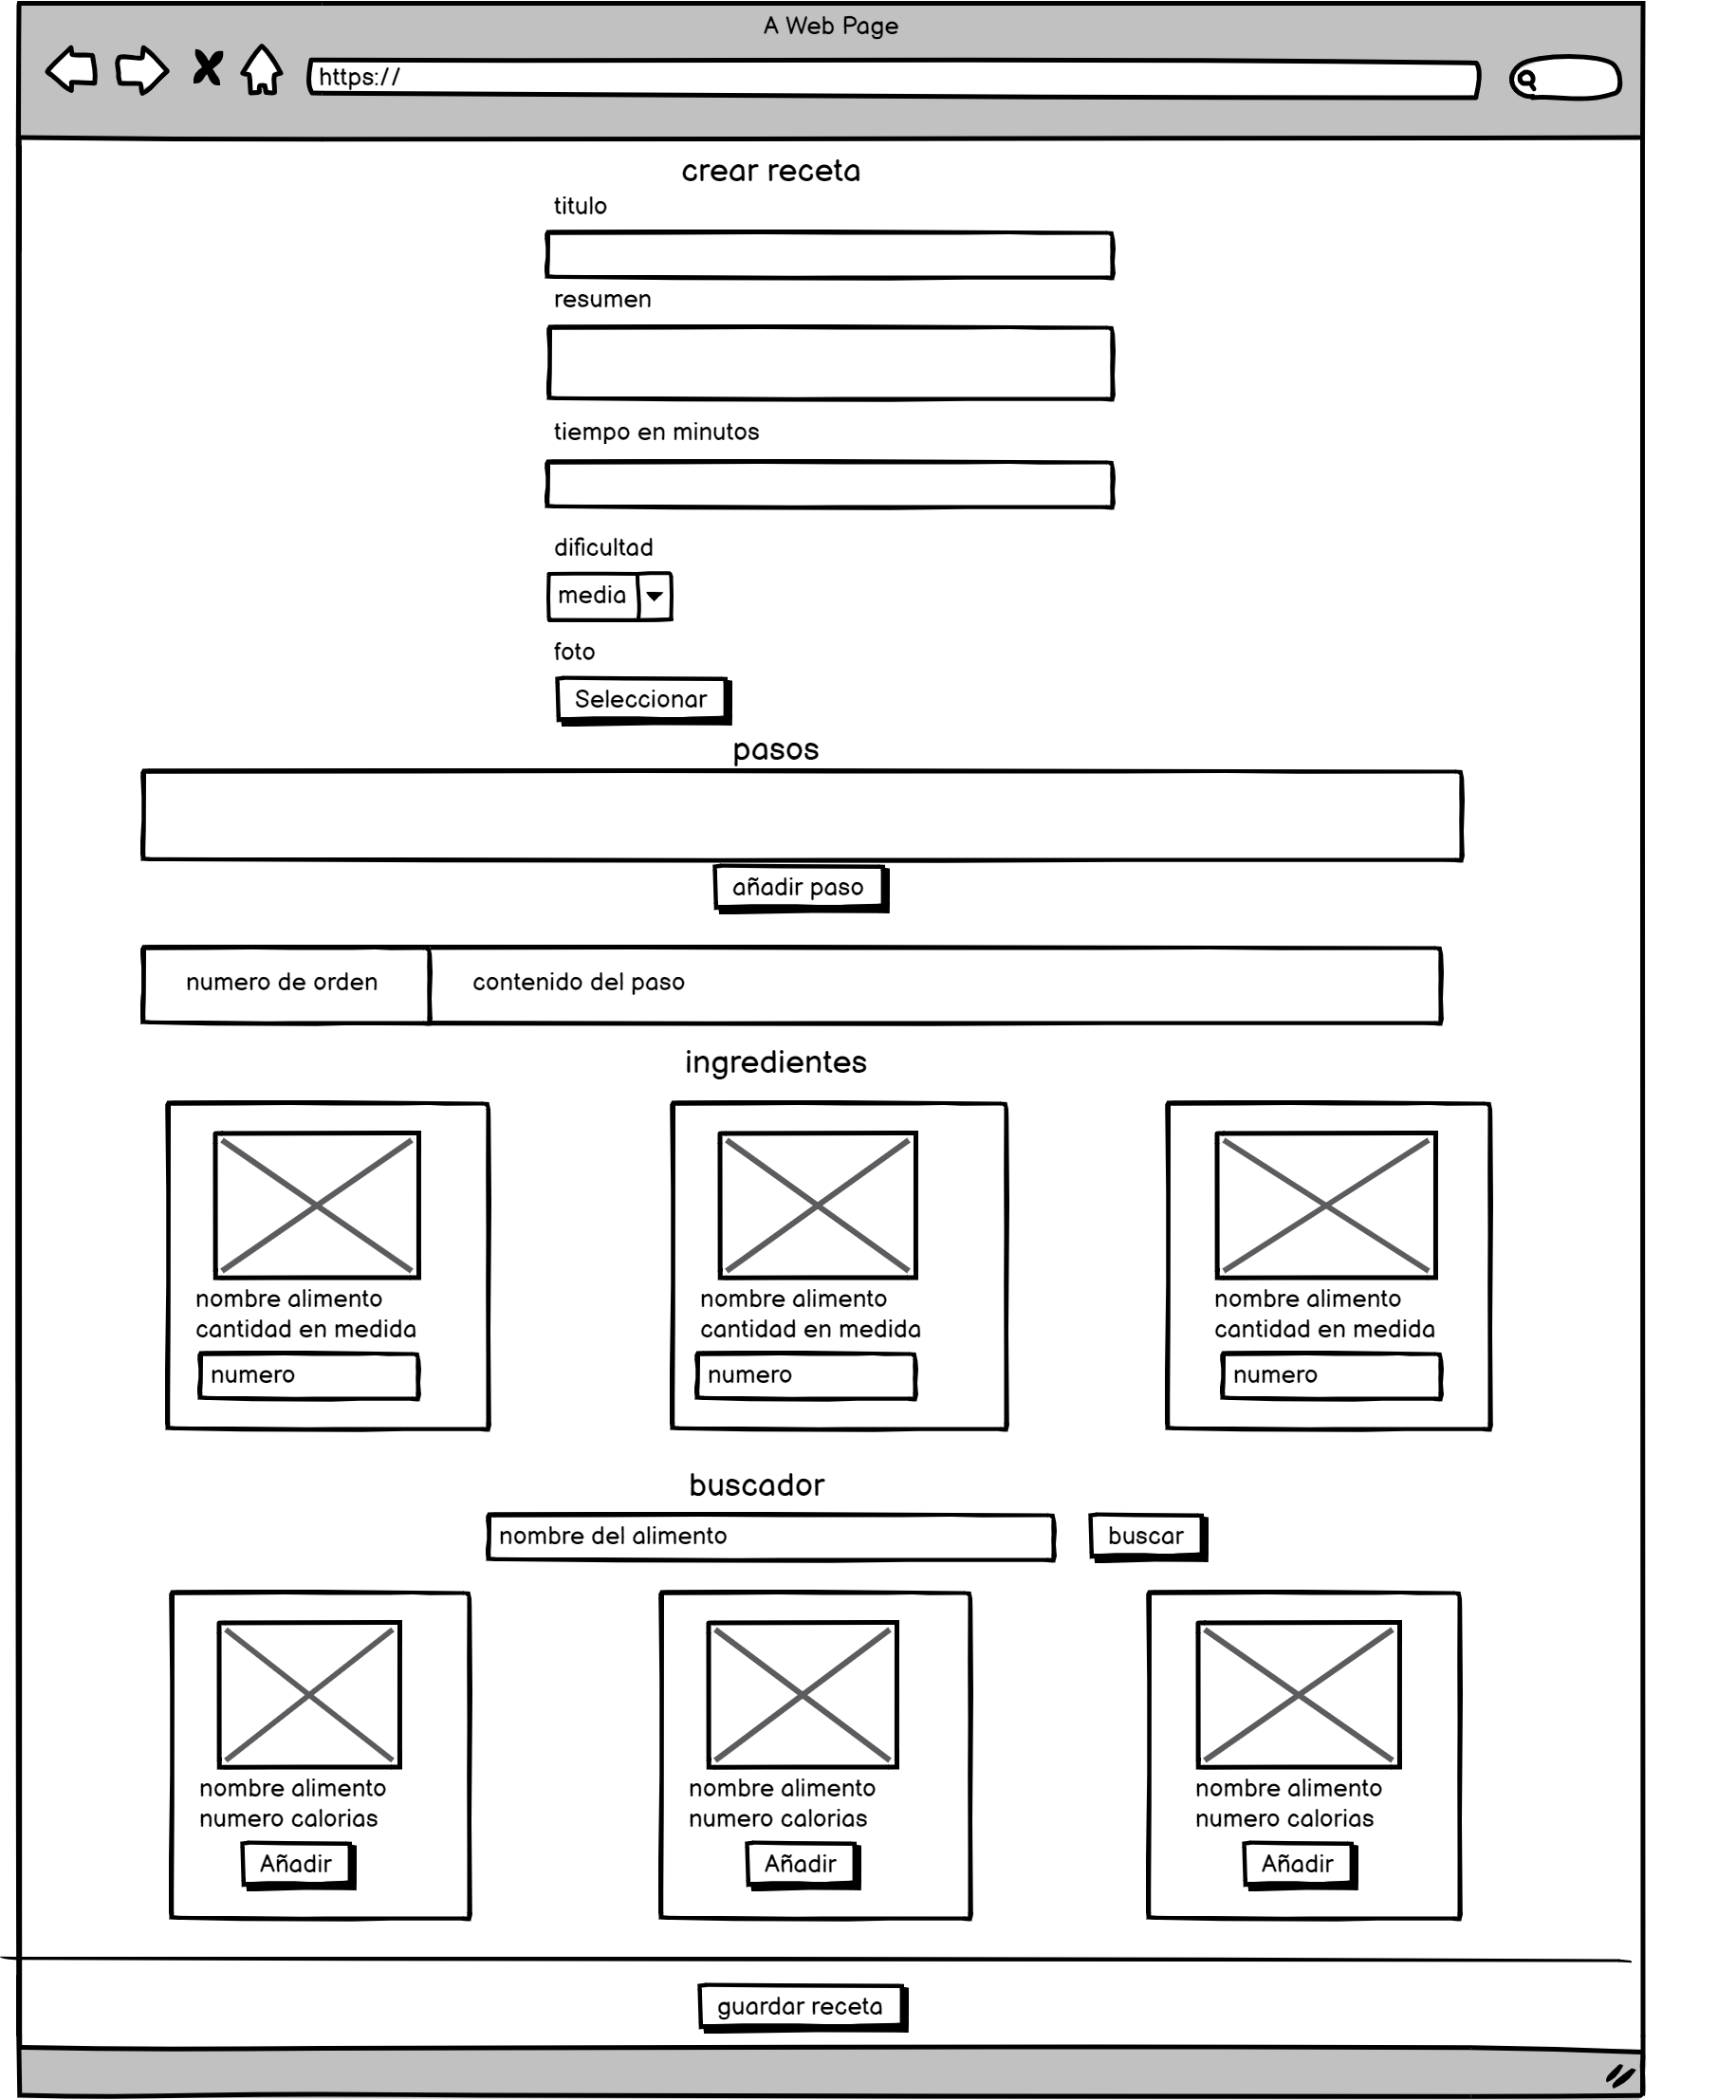 A Web Page
https://
crear receta
titulo
resumen
tiempo en minutos
dificultad
media
foto
Seleccionar
pasos
añadir paso
numero de orden contenido del paso
ingredientes
nombre alimento nombre alimento nombre alimento
cantidad en medida cantidad en medida cantidad en medida
numero numero numero
buscador
nombre del alimento buscar
nombre alimento nombre alimento nombre alimento
numero calorias numero calorias numero calorias
Añadir Añadir Añadir
guardar receta